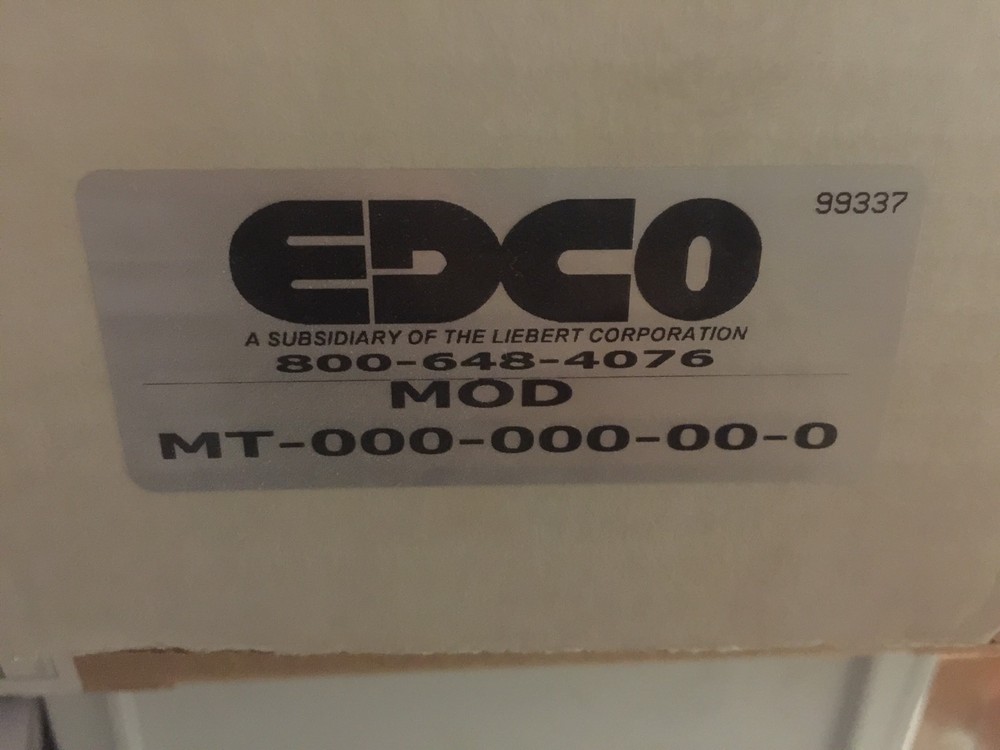 99337
EDCO
A SUBSIDIARY OF THE LIEBERT CORPORATION
800-648-4076
MOD
MT-000-000-00-0